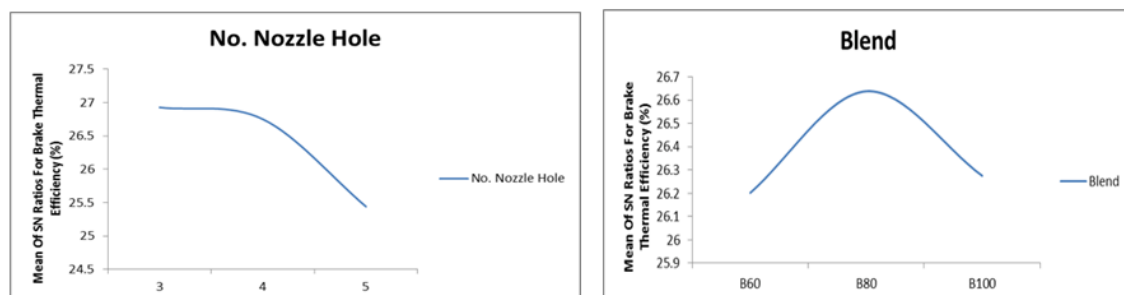 No. Nozzle Hole
Mean Of SN Ratios For Brake Thermal
Efficiency (%)
27.5
27
26.5
26
25.5
25
24.5
3 4 5
No. Nozzle Hole
Blend
Mean Of SN Ratios For Brake
Thermal Efficiency (%)
26.7
26.6
26.5
26.4
26.3
26.2
26.1
26
25.9
B60 B80 B100
Blend